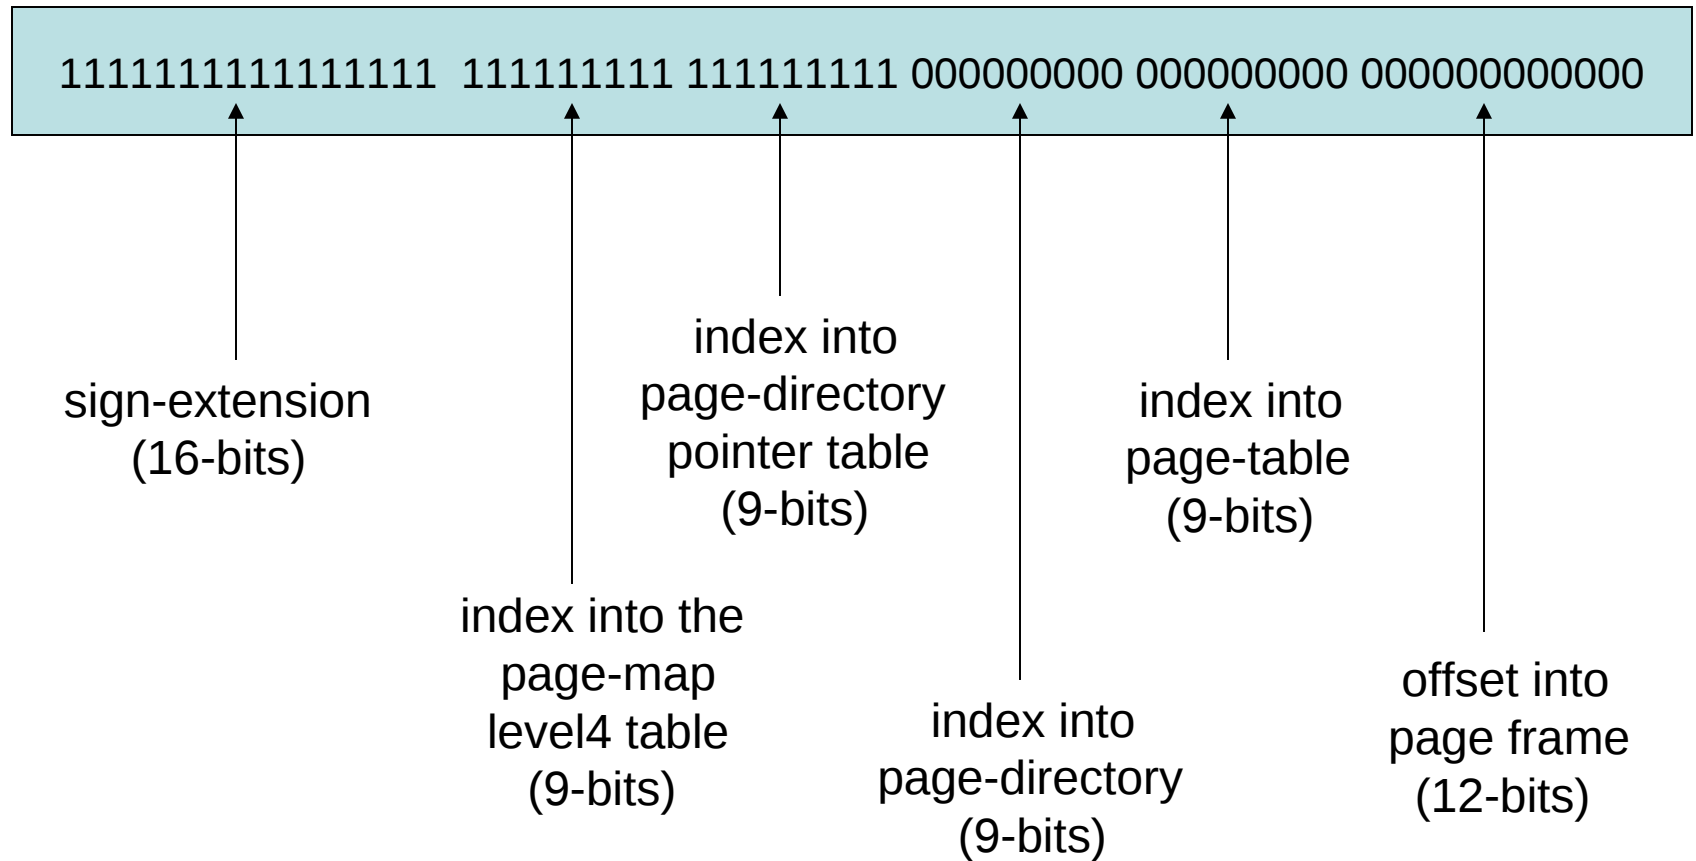 1111111111111111 111111111 111111111 000000000 000000000 000000000000
sign-extension
(16-bits)
index into the
page-map
level4 table
(9-bits)
index into
page-directory
pointer table
(9-bits)
index into
page-directory
(9-bits)
index into
page-table
(9-bits)
offset into
page frame
(12-bits)